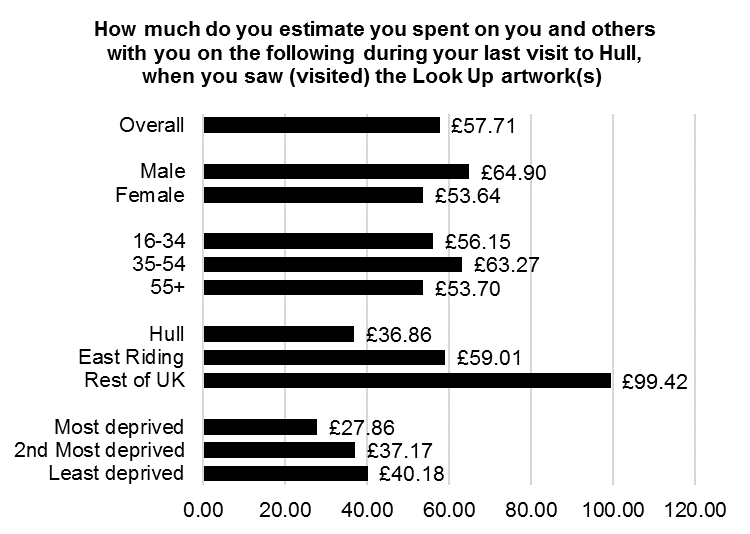 How much do you estimate you spent on you and others
with you on the following during your last visit to Hull,
when you saw (visited) the Look Up artwork(s)
Overall £57.71
Male £64.90
Female £53.64
16-34 £56.15
35-54 £63.27
55+ £53.70
Hull £36.86
East Riding £59.01
Rest of UK £99.42
Most deprived £27.86
2nd Most deprived £37.17
Least deprived £40.18
0.00 20.00 40.00 60.00 80.00 100.00 120.00